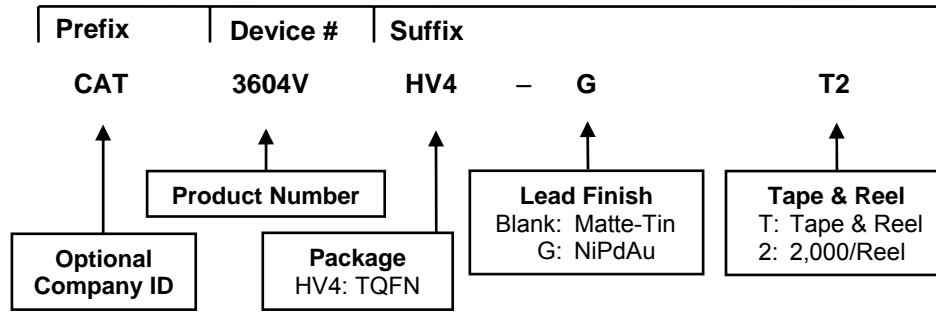 Prefix Device # Suffix
CAT 3604V HV4 – G T2
Product Number
Optional
Company ID
Package
HV4: TQFN
Lead Finish
Blank: Matte-Tin
G: NiPdAu
Tape & Reel
T: Tape & Reel
2: 2,000/Reel